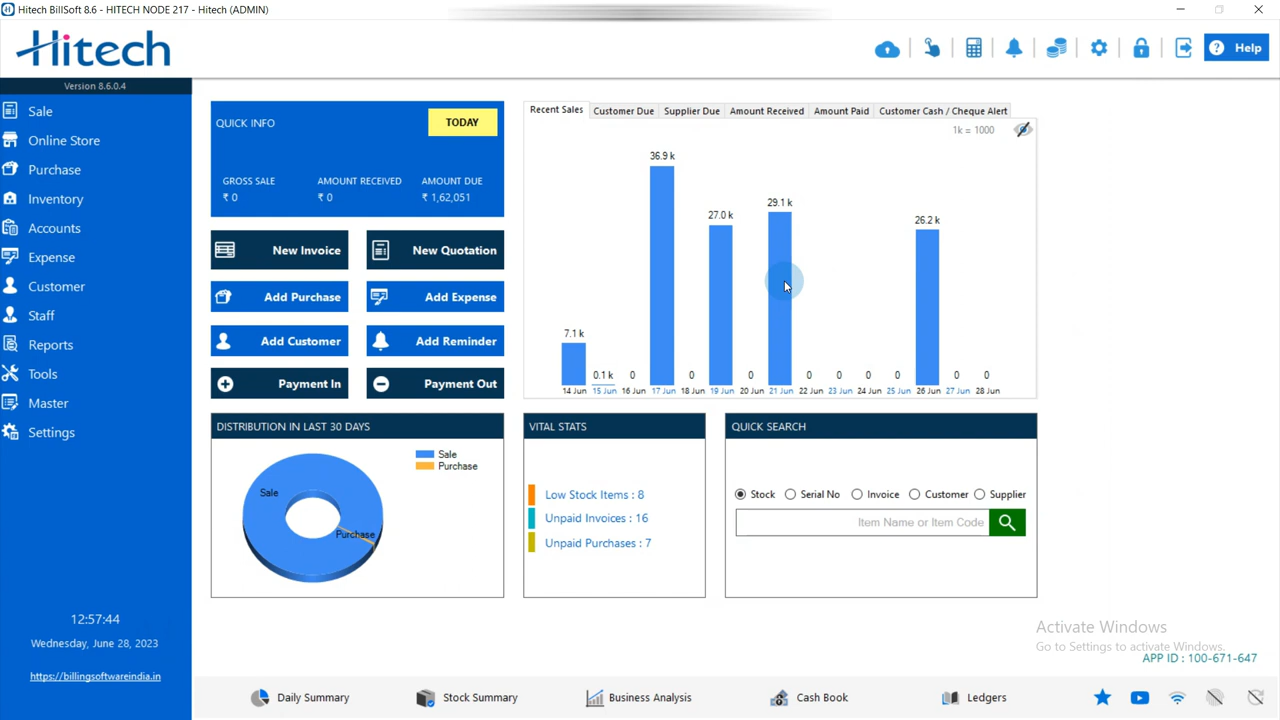 Hitech BillSoft 8.6 - HITECH NODE 217 - Hitech (ADMIN)
Hitech
Help
Version 8.6.0.4
Sale
Online Store
Purchase
Inventory
Accounts
Expense
Customer
Staff
Reports
Tools
Master
Settings
12:57:44
Wednesday, June 28, 2023
https://billingsoftwareindia.in
QUICK INFO
TODAY
GROSS SALE AMOUNT RECEIVED AMOUNT DUE
₹ 0 ₹ 0 ₹ 1,62,051
New Invoice New Quotation
Add Purchase Add Expense
Add Customer Add Reminder
Payment In Payment Out
Recent Sales Customer Due Supplier Due Amount Received Amount Paid Customer Cash / Cheque Alert
1k = 1000
7.1 k 0.1 k 0 36.9 k 0 27.0 k 0 29.1 k 0 0 0 0 26.2 k 0 0
14 Jun 15 Jun 16 Jun 17 Jun 18 Jun 19 Jun 20 Jun 21 Jun 22 Jun 23 Jun 24 Jun 25 Jun 26 Jun 27 Jun 28 Jun
DISTRIBUTION IN LAST 30 DAYS
Sale
Purchase
Sale
Purchase
VITAL STATS
Low Stock Items : 8
Unpaid Invoices : 16
Unpaid Purchases : 7
QUICK SEARCH
Stock Serial No Invoice Customer Supplier
Item Name or Item Code
Activate Windows
Go to Settings to activate Windows.
APP ID : 100-671-647
Daily Summary Stock Summary Business Analysis Cash Book Ledgers